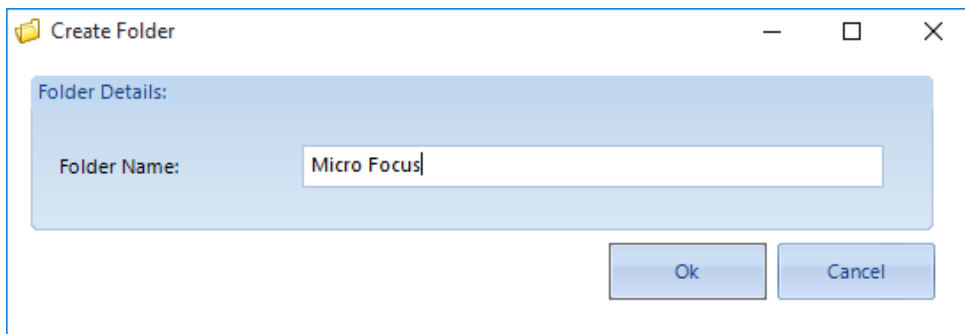 Create Folder
Folder Details:
Folder Name: Micro Focus
Ok Cancel